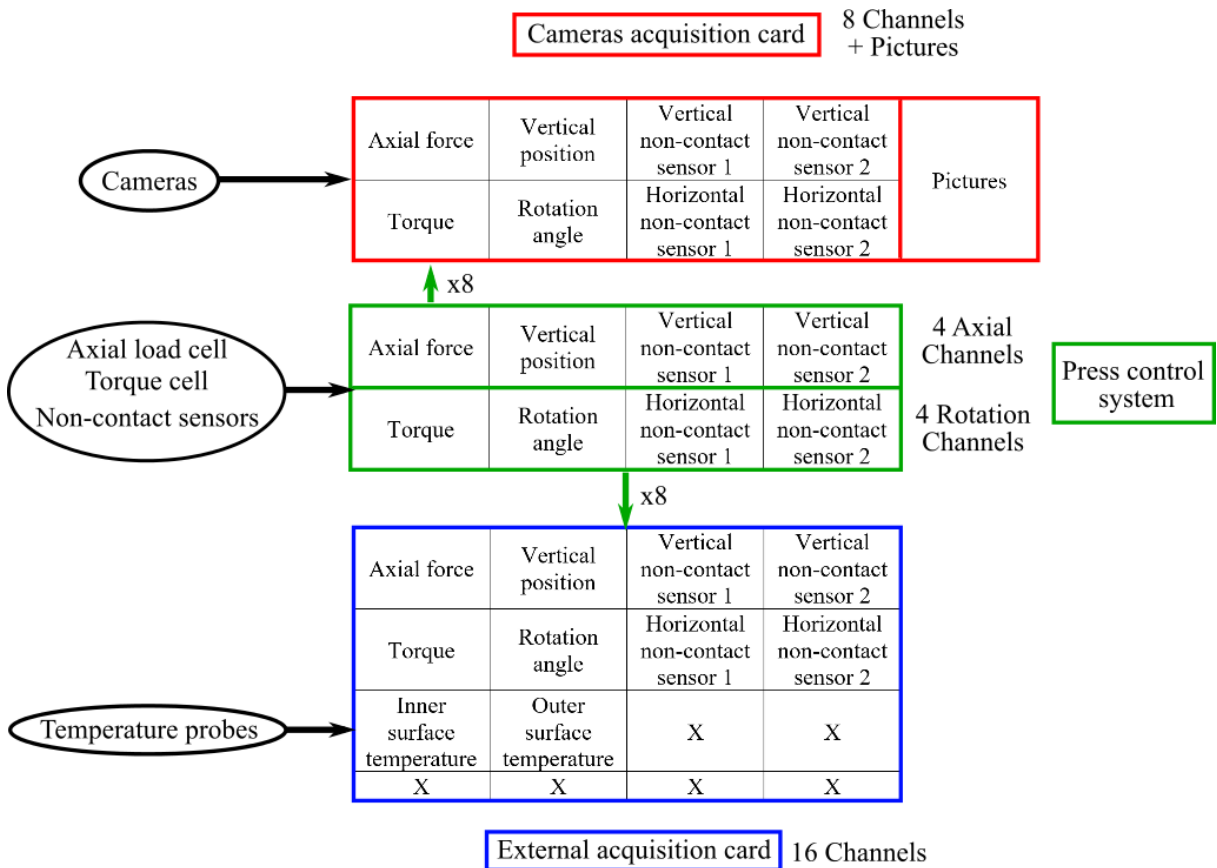 Cameras acquisition card
8 Channels
+ Pictures
Cameras
Axial force
Vertical
position
Vertical
non-contact
sensor 1
Vertical
non-contact
sensor 2
Pictures
Torque
Rotation
angle
Horizontal
non-contact
sensor 1
Horizontal
non-contact
sensor 2
x8
Axial load cell
Torque cell
Non-contact sensors
Axial force
Vertical
position
Vertical
non-contact
sensor 1
Vertical
non-contact
sensor 2
4 Axial
Channels
Torque
Rotation
angle
Horizontal
non-contact
sensor 1
Horizontal
non-contact
sensor 2
4 Rotation
Channels
Press control
system
x8
Axial force
Vertical
position
Vertical
non-contact
sensor 1
Vertical
non-contact
sensor 2
Torque
Rotation
angle
Horizontal
non-contact
sensor 1
Horizontal
non-contact
sensor 2
Temperature probes
Inner
surface
temperature
Outer
surface
temperature
X
X
X
X
X
X
External acquisition card
16 Channels